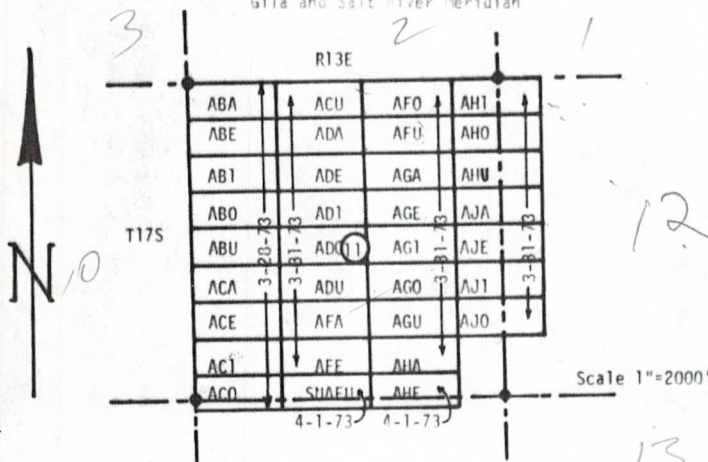 Gila and Salt River Meridian
3 2 1
R13E
ABA ACU AFO AHI
ABE ADA AFU AHO
ABI ADE AGA AHU
ABO ADI AGE AJA
T17S ABU ADO 11 AGI AJE 12
N 10
ACA ADU AGO AJI
ACE AFA AGU AJO
3-28-73 3-31-73 3-31-73 3-31-73
ACI AFE AHA
ACO SNAFU AHE
Scale 1"=2000'
4-1-73 4-1-73
13